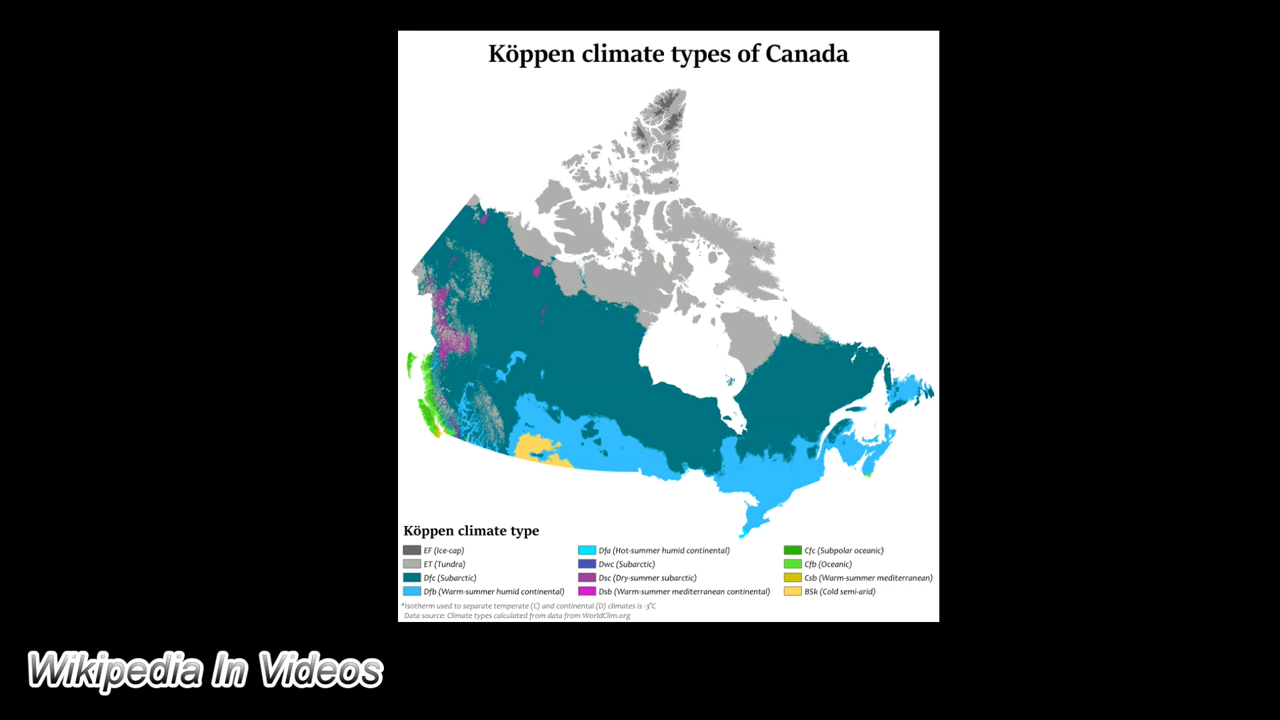 Köppen climate types of Canada
Köppen climate type
EF (Ice-cap)
ET (Tundra)
Dfc (Subarctic)
Dfb (Warm-summer humid continental)
Dfa (Hot-summer humid continental)
Dwc (Subarctic)
Dsc (Dry-summer subarctic)
Dsb (Warm-summer mediterranean continental)
Cfc (Subpolar oceanic)
Cfb (Oceanic)
Csb (Warm-summer mediterranean)
BSk (Cold semi-arid)
*Isotherm used to separate temperate (C) and continental (D) climates is -3°C
Data source: Climate types calculated from data from WorldClim.org
Wikipedia In Videos